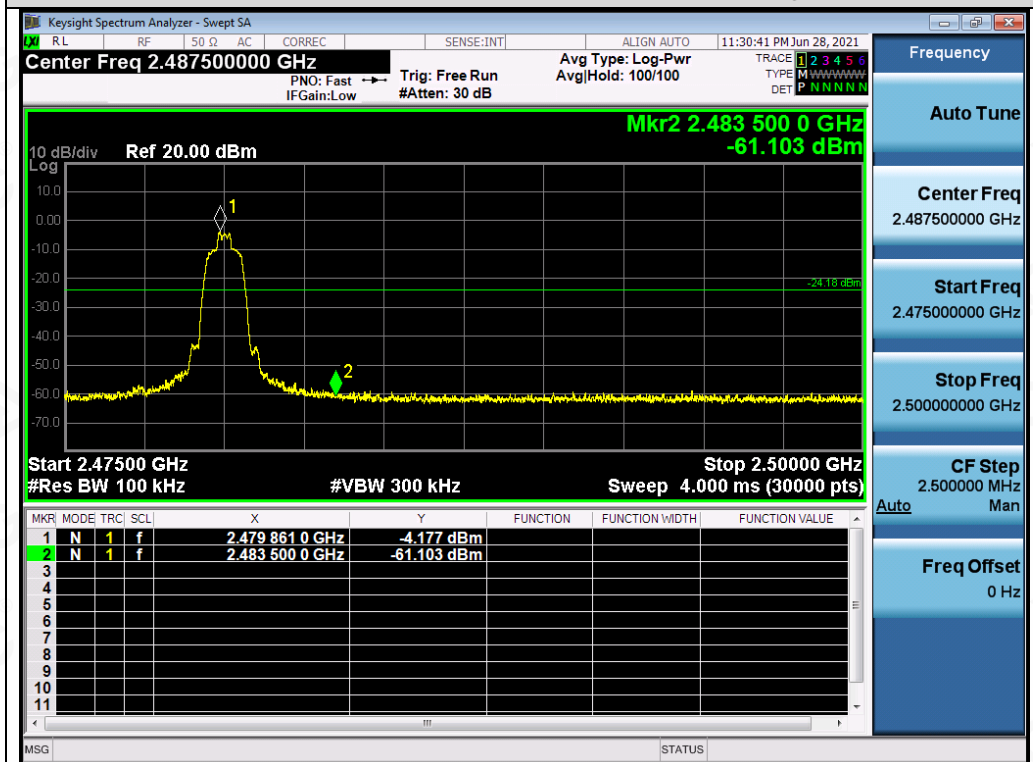 Keysight Spectrum Analyzer - Swept SA
LXI RL RF 50 Ω AC CORREC SENSE:INT ALIGN AUTO 11:30:41 PM Jun 28, 2021
Center Freq 2.487500000 GHz
PNO: Fast
IFGain:Low
Trig: Free Run
#Atten: 30 dB
Avg Type: Log-Pwr
Avg|Hold: 100/100
TRACE 1 2 3 4 5 6
TYPE M WWWWW
DET P N N N N N
Frequency
Mkr2 2.483 500 0 GHz
-61.103 dBm
10 dB/div Ref 20.00 dBm
Log
10.0
0.00
-10.0
-20.0
-30.0
-40.0
-50.0
-60.0
-70.0
1
2
-24.18 dBm
Start 2.47500 GHz Stop 2.50000 GHz
#Res BW 100 kHz #VBW 300 kHz Sweep 4.000 ms (30000 pts)
MKR MODE TRC SCL X Y FUNCTION FUNCTION WIDTH FUNCTION VALUE
1 N 1 f 2.479 861 0 GHz -4.177 dBm
2 N 1 f 2.483 500 0 GHz -61.103 dBm
3
4
5
6
7
8
9
10
11
MSG STATUS
Auto Tune
Center Freq
2.487500000 GHz
Start Freq
2.475000000 GHz
Stop Freq
2.500000000 GHz
CF Step
2.500000 MHz
Auto Man
Freq Offset
0 Hz